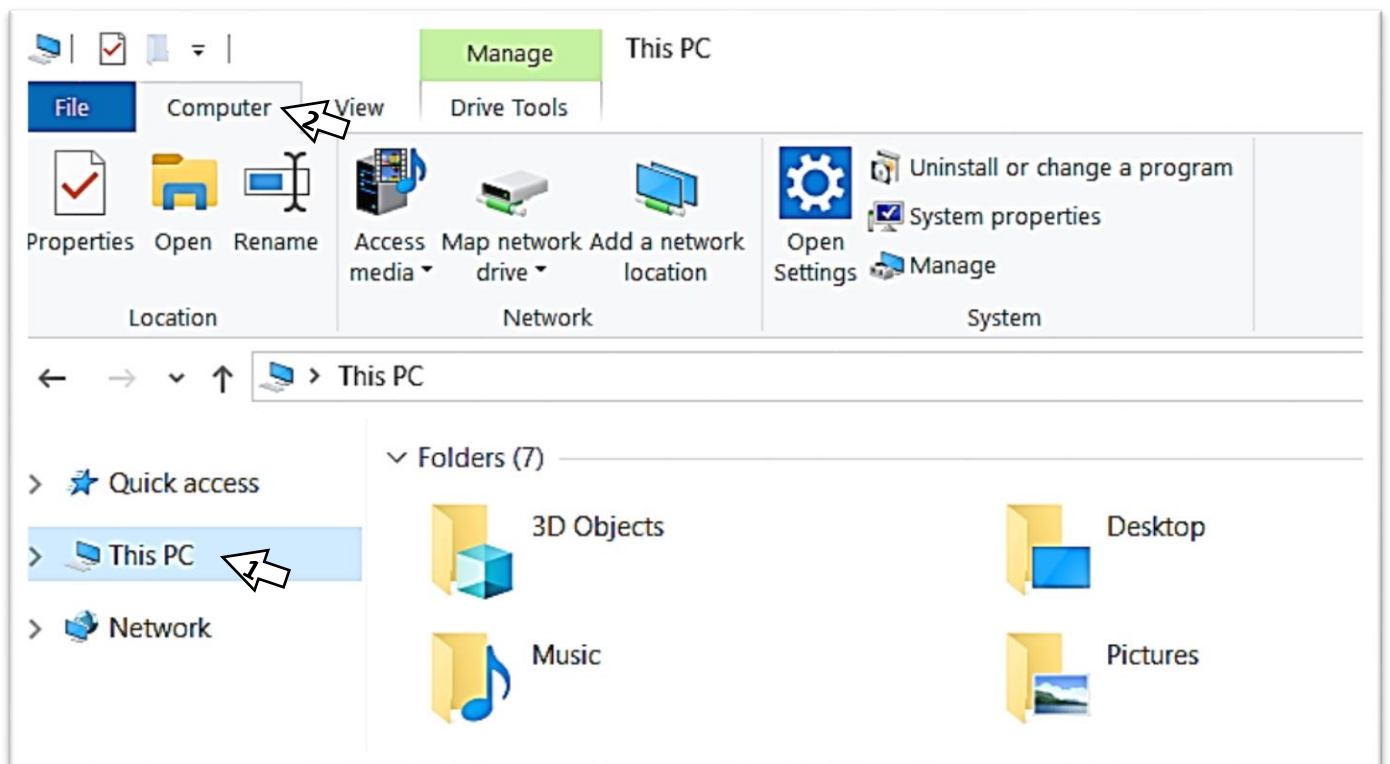 Manage This PC
File Computer 2 View Drive Tools
Uninstall or change a program
System properties
Properties Open Rename Access media Map network drive Add a network location Open Settings Manage
Location Network System
This PC
Folders (7)
Quick access
3D Objects Desktop
This PC 1
Network
Music Pictures